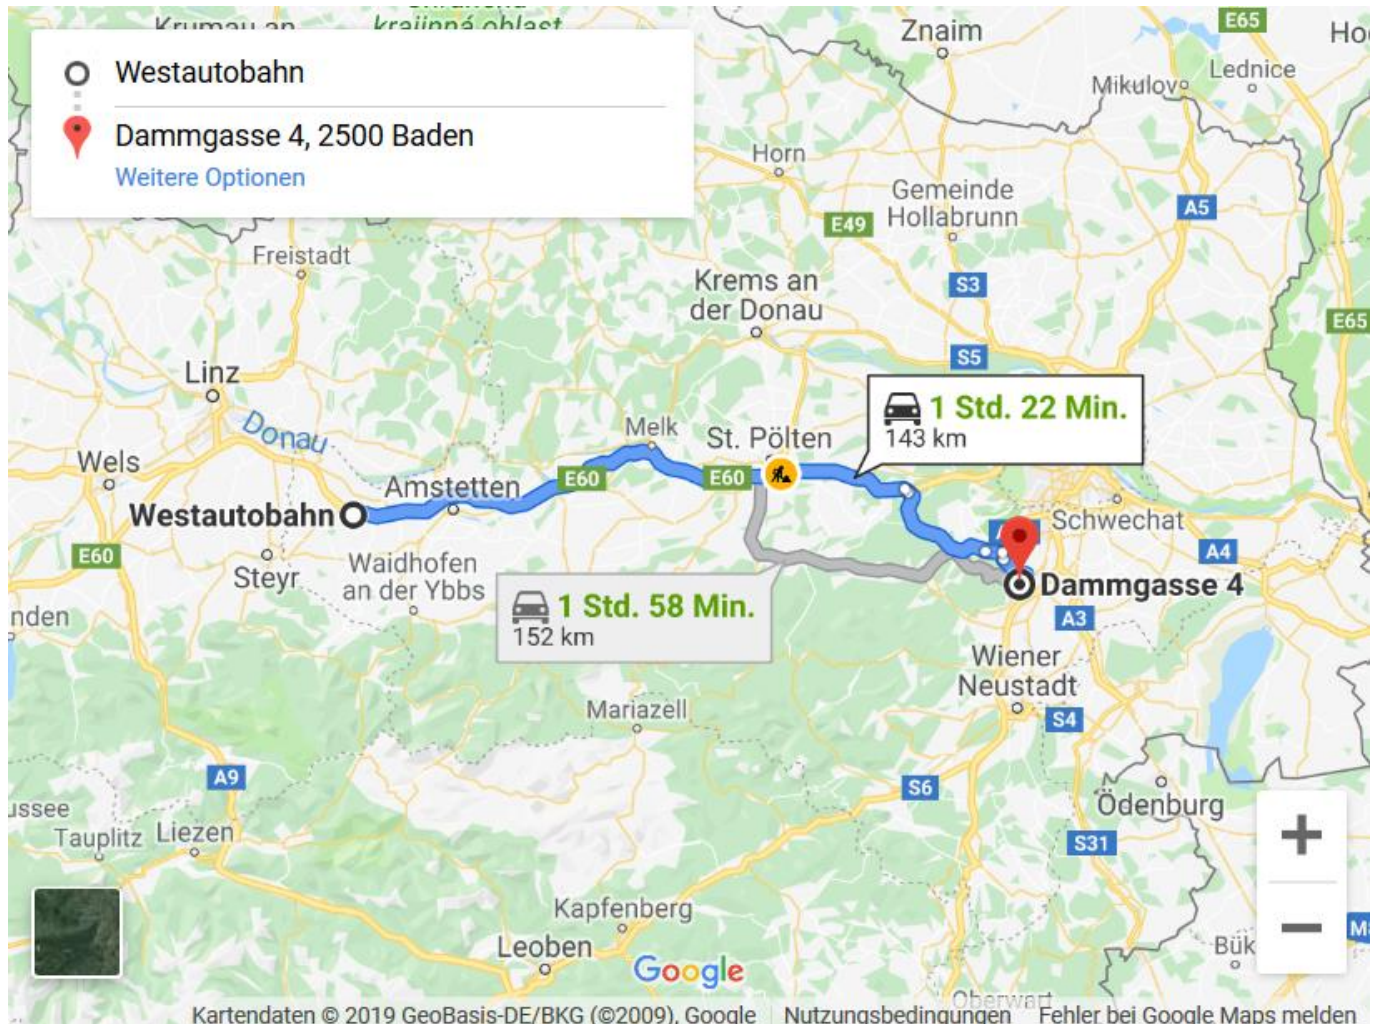 Krumau an
krajinná oblast
Znaim
E65
Westautobahn
Dammgasse 4, 2500 Baden
Weitere Optionen
Mikulov
Lednice
Horn
Gemeinde
Hollabrunn
A5
E49
Freistadt
Krems an
der Donau
S3
E65
S5
Linz
Donau
1 Std. 22 Min.
143 km
Melk
St. Pölten
Wels
Amstetten
E60
E60
Westautobahn
Schwechat
E60
Steyr
Waidhofen
an der Ybbs
A4
Dammgasse 4
1 Std. 58 Min.
152 km
nden
A3
Wiener
Neustadt
Mariazell
S4
A9
S6
Ödenburg
ussee
Tauplitz
Liezen
S31
Kapfenberg
Leoben
Bük
Google
Oberwart
Kartendaten © 2019 GeoBasis-DE/BKG (©2009), Google
Nutzungsbedingungen
Fehler bei Google Maps melden